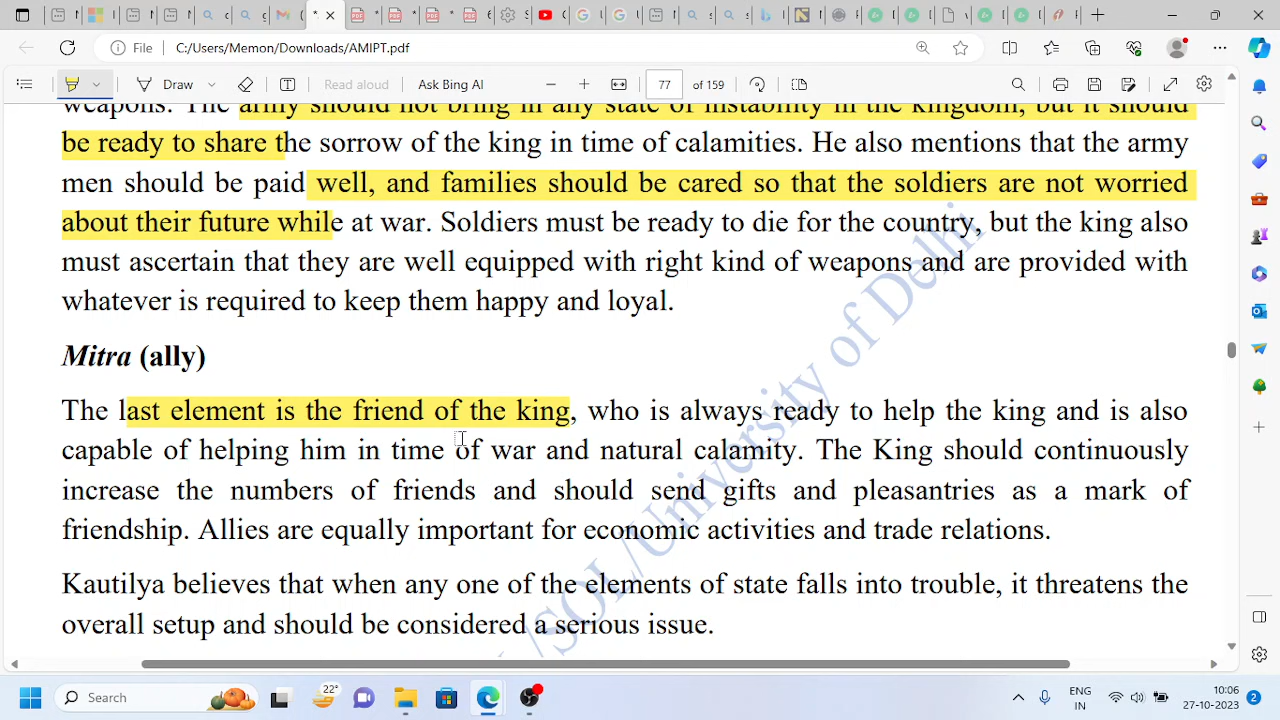 File C:/Users/Memon/Downloads/AMIPT.pdf
Draw Read aloud Ask Bing AI 77 of 159
weapons. The army should not bring in any state of instability in the kingdom, but it should
be ready to share the sorrow of the king in time of calamities. He also mentions that the army
men should be paid well, and families should be cared so that the soldiers are not worried
about their future while at war. Soldiers must be ready to die for the country, but the king also
must ascertain that they are well equipped with right kind of weapons and are provided with
whatever is required to keep them happy and loyal.
Mitra (ally)
The last element is the friend of the king, who is always ready to help the king and is also
capable of helping him in time of war and natural calamity. The King should continuously
increase the numbers of friends and should send gifts and pleasantries as a mark of
friendship. Allies are equally important for economic activities and trade relations.
Kautilya believes that when any one of the elements of state falls into trouble, it threatens the
overall setup and should be considered a serious issue.
/SOL/University of Delhi
Search 22° ENG 10:06
IN 27-10-2023 2